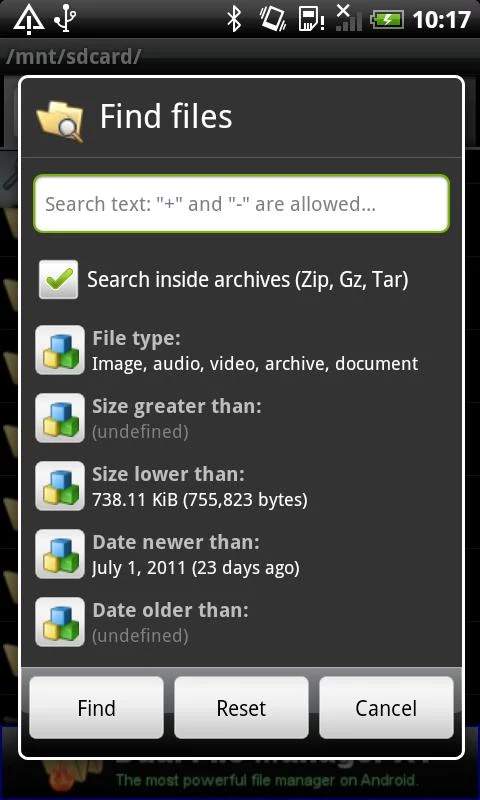 10:17
/mnt/sdcard/
Find files
Search text: "+" and "-" are allowed...
Search inside archives (Zip, Gz, Tar)
File type:
Image, audio, video, archive, document
Size greater than:
(undefined)
Size lower than:
738.11 KiB (755,823 bytes)
Date newer than:
July 1, 2011 (23 days ago)
Date older than:
(undefined)
Find
Reset
Cancel
The most powerful file manager on Android.